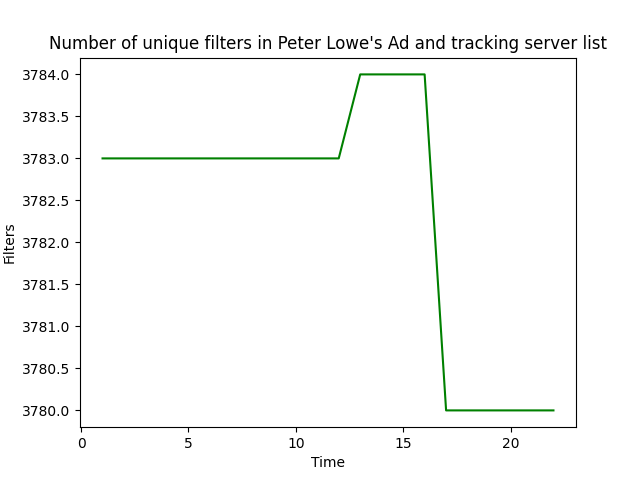 Number of unique filters in Peter Lowe's Ad and tracking server list
3784.0
3783.5
3783.0
3782.5
3782.0
3781.5
3781.0
3780.5
3780.0
Filters
0 5 10 15 20
Time